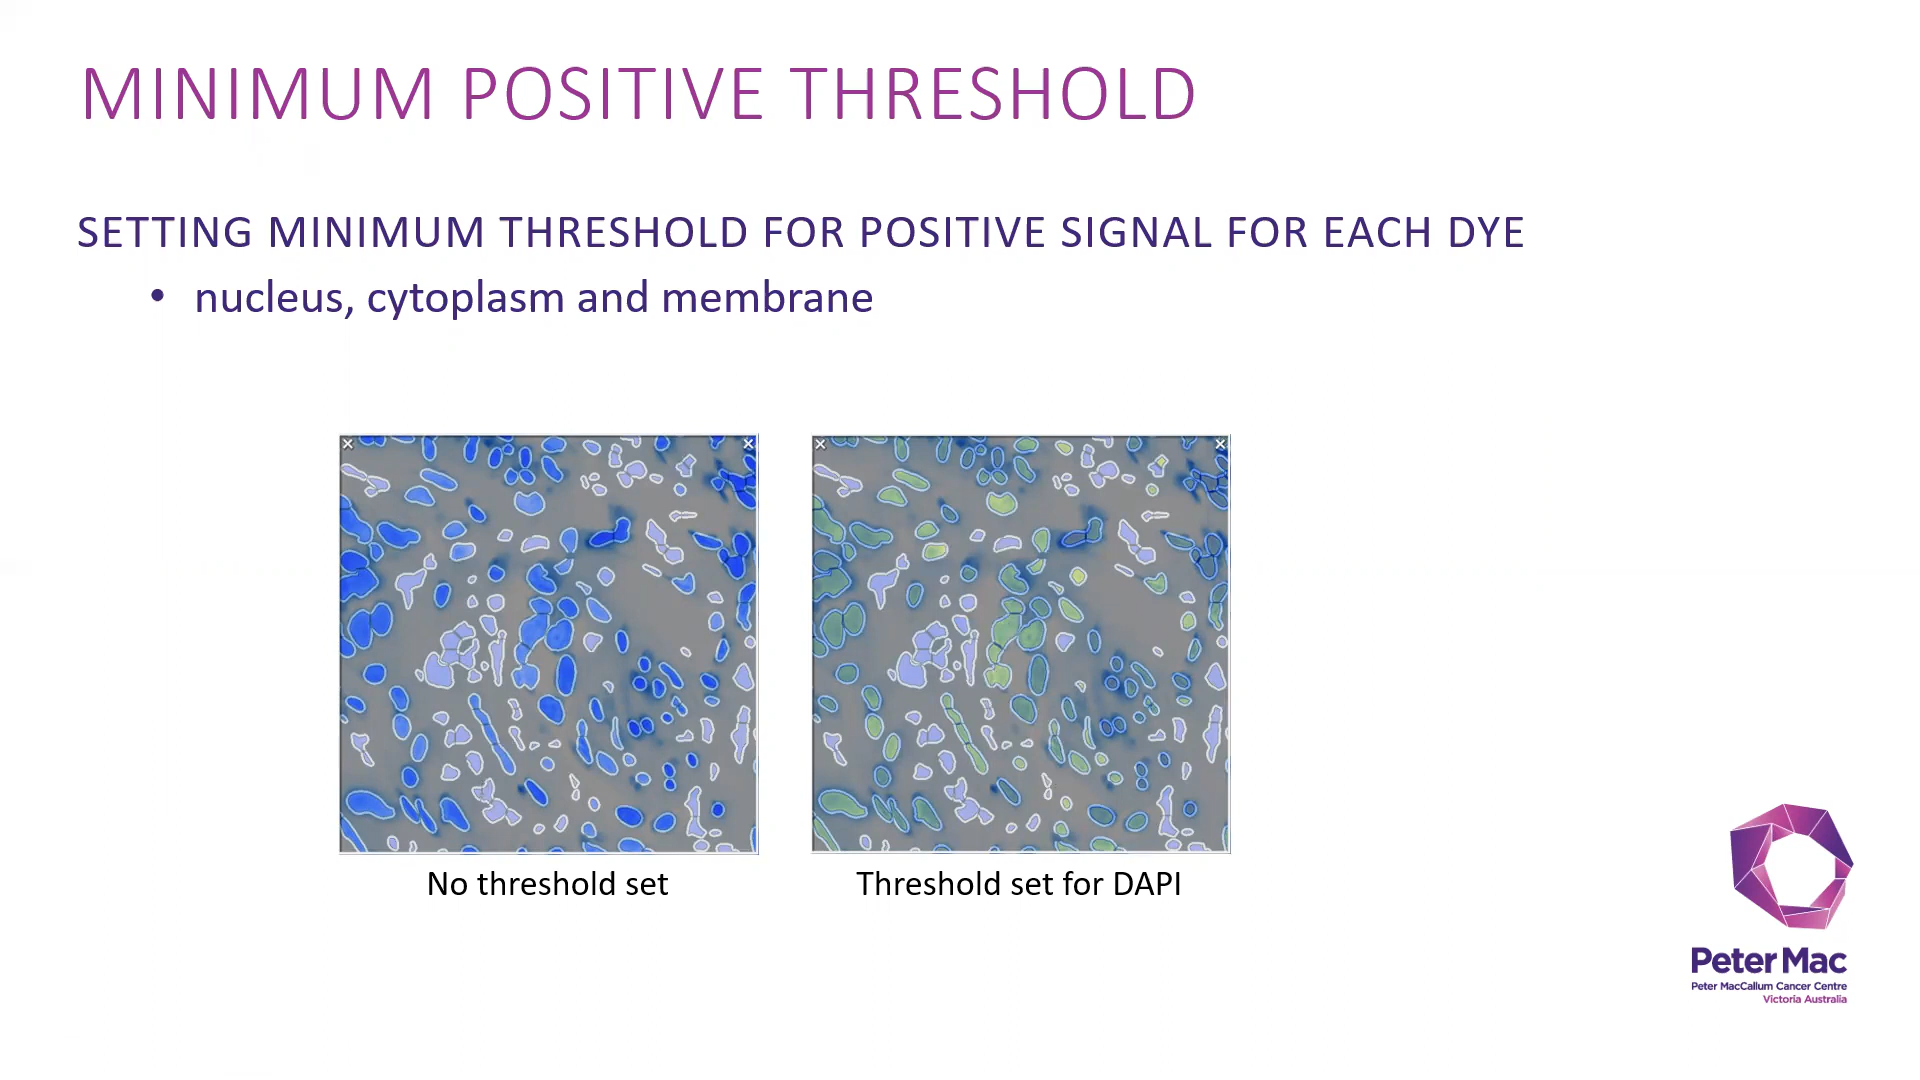 MINIMUM POSITIVE THRESHOLD
SETTING MINIMUM THRESHOLD FOR POSITIVE SIGNAL FOR EACH DYE
• nucleus, cytoplasm and membrane
No threshold set
Threshold set for DAPI
Peter Mac
Peter MacCallum Cancer Centre
Victoria Australia